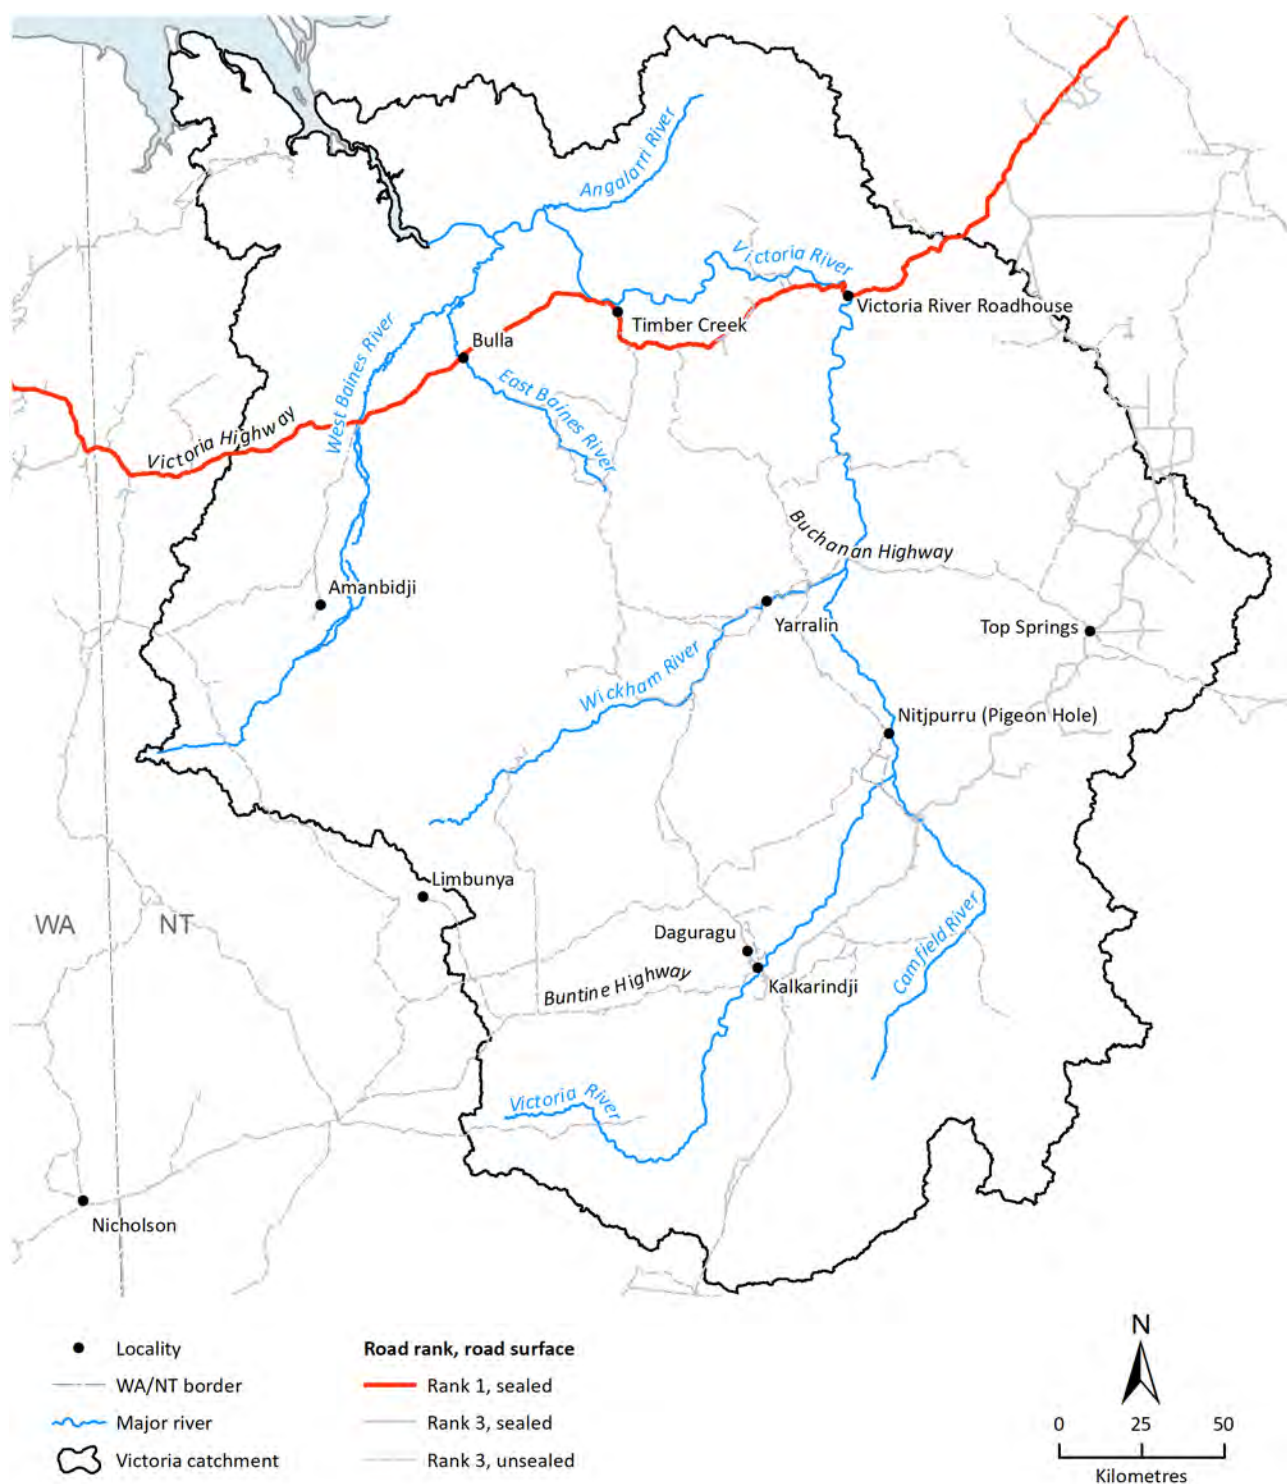 Angalarri River
Victoria River
Victoria River Roadhouse
Timber Creek
Bulla
West Baines River
East Baines River
Victoria Highway
Buchanan Highway
Amanbidji
Yarralin
Top Springs
Wickham River
Nitjpurru (Pigeon Hole)
Limbunya
WA
NT
Daguragu
Camfield River
Buntine Highway
Kalkarindji
Victoria River
Nicholson
Locality
WA/NT border
Major river
Victoria catchment
Road rank, road surface
Rank 1, sealed
Rank 3, sealed
Rank 3, unsealed
N
0 25 50
Kilometres